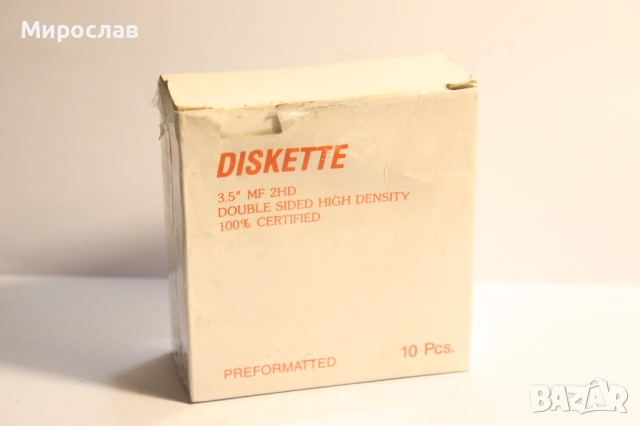 Мирослав
DISKETTE
3.5" MF 2HD
DOUBLE SIDED HIGH DENSITY
100% CERTIFIED
PREFORMATTED 10 Pcs.
BAZAR